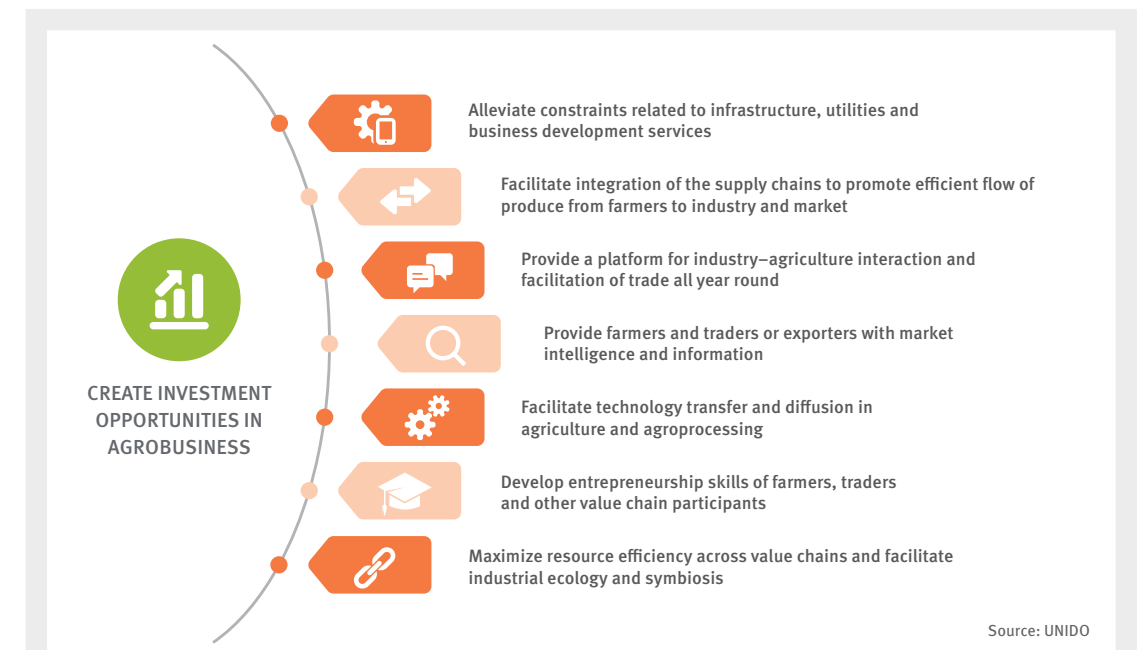 Alleviate constraints related to infrastructure, utilities and
business development services
Facilitate integration of the supply chains to promote efficient flow of
produce from farmers to industry and market
Provide a platform for industry–agriculture interaction and
facilitation of trade all year round
Provide farmers and traders or exporters with market
intelligence and information
CREATE INVESTMENT
OPPORTUNITIES IN
AGROBUSINESS
Facilitate technology transfer and diffusion in
agriculture and agroprocessing
Develop entrepreneurship skills of farmers, traders
and other value chain participants
Maximize resource efficiency across value chains and facilitate
industrial ecology and symbiosis
Source: UNIDO